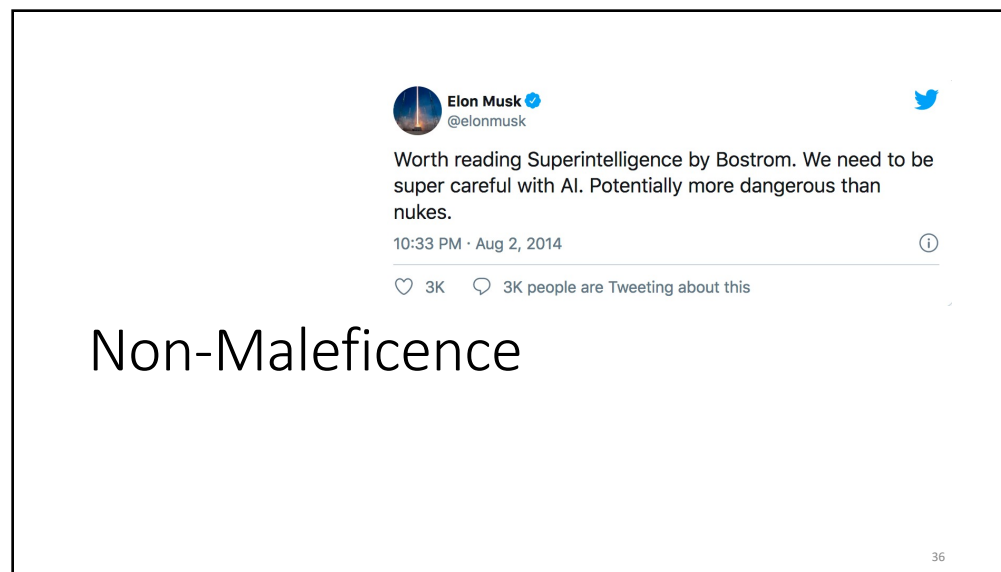 Elon Musk
@elonmusk
Worth reading Superintelligence by Bostrom. We need to be
super careful with AI. Potentially more dangerous than
nukes.
10:33 PM · Aug 2, 2014
3K 3K people are Tweeting about this
Non-Maleficence
36